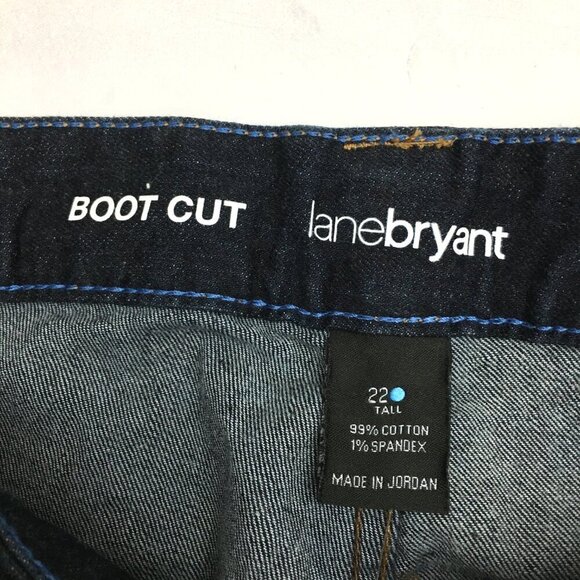 BOOT CUT
lanebryant
22
TALL
99% COTTON
1% SPANDEX
MADE IN JORDAN